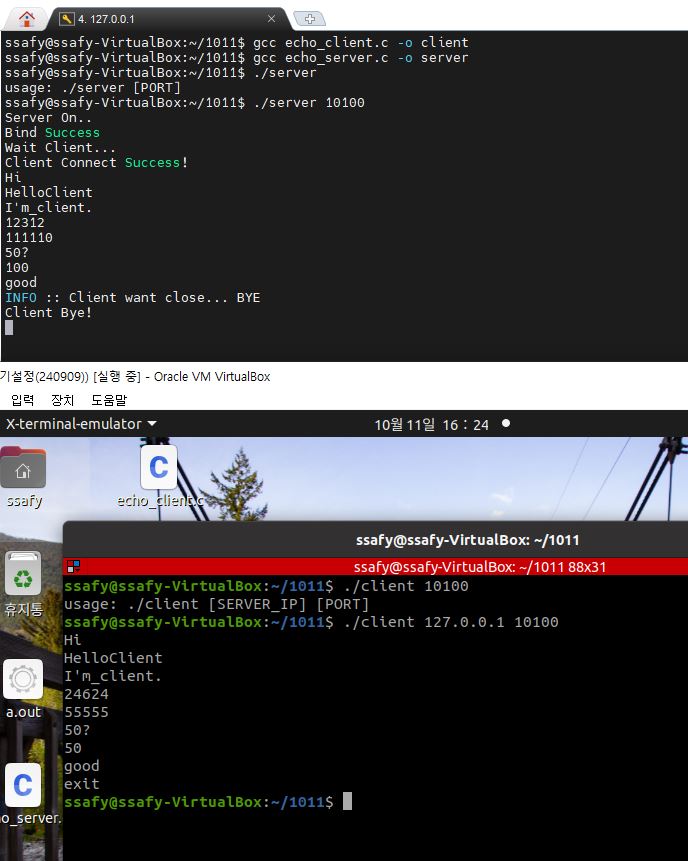 4. 127.0.0.1
ssafy@ssafy-VirtualBox:~/1011$ gcc echo_client.c -o client
ssafy@ssafy-VirtualBox:~/1011$ gcc echo_server.c -o server
ssafy@ssafy-VirtualBox:~/1011$ ./server
usage: ./server [PORT]
ssafy@ssafy-VirtualBox:~/1011$ ./server 10100
Server On..
Bind Success
Wait Client...
Client Connect Success!
Hi
HelloClient
I'm_client.
12312
111110
50?
100
good
INFO :: Client want close... BYE
Client Bye!
기설정(240909)) [실행 중] - Oracle VM VirtualBox
입력 장치 도움말
X-terminal-emulator 10월 11일 16 : 24
ssafy
echo_client.c
ssafy@ssafy-VirtualBox: ~/1011
ssafy@ssafy-VirtualBox: ~/1011 88x31
휴지통
a.out
o_server.
ssafy@ssafy-VirtualBox:~/1011$ ./client 10100
usage: ./client [SERVER_IP] [PORT]
ssafy@ssafy-VirtualBox:~/1011$ ./client 127.0.0.1 10100
Hi
HelloClient
I'm_client.
24624
55555
50?
50
good
exit
ssafy@ssafy-VirtualBox:~/1011$